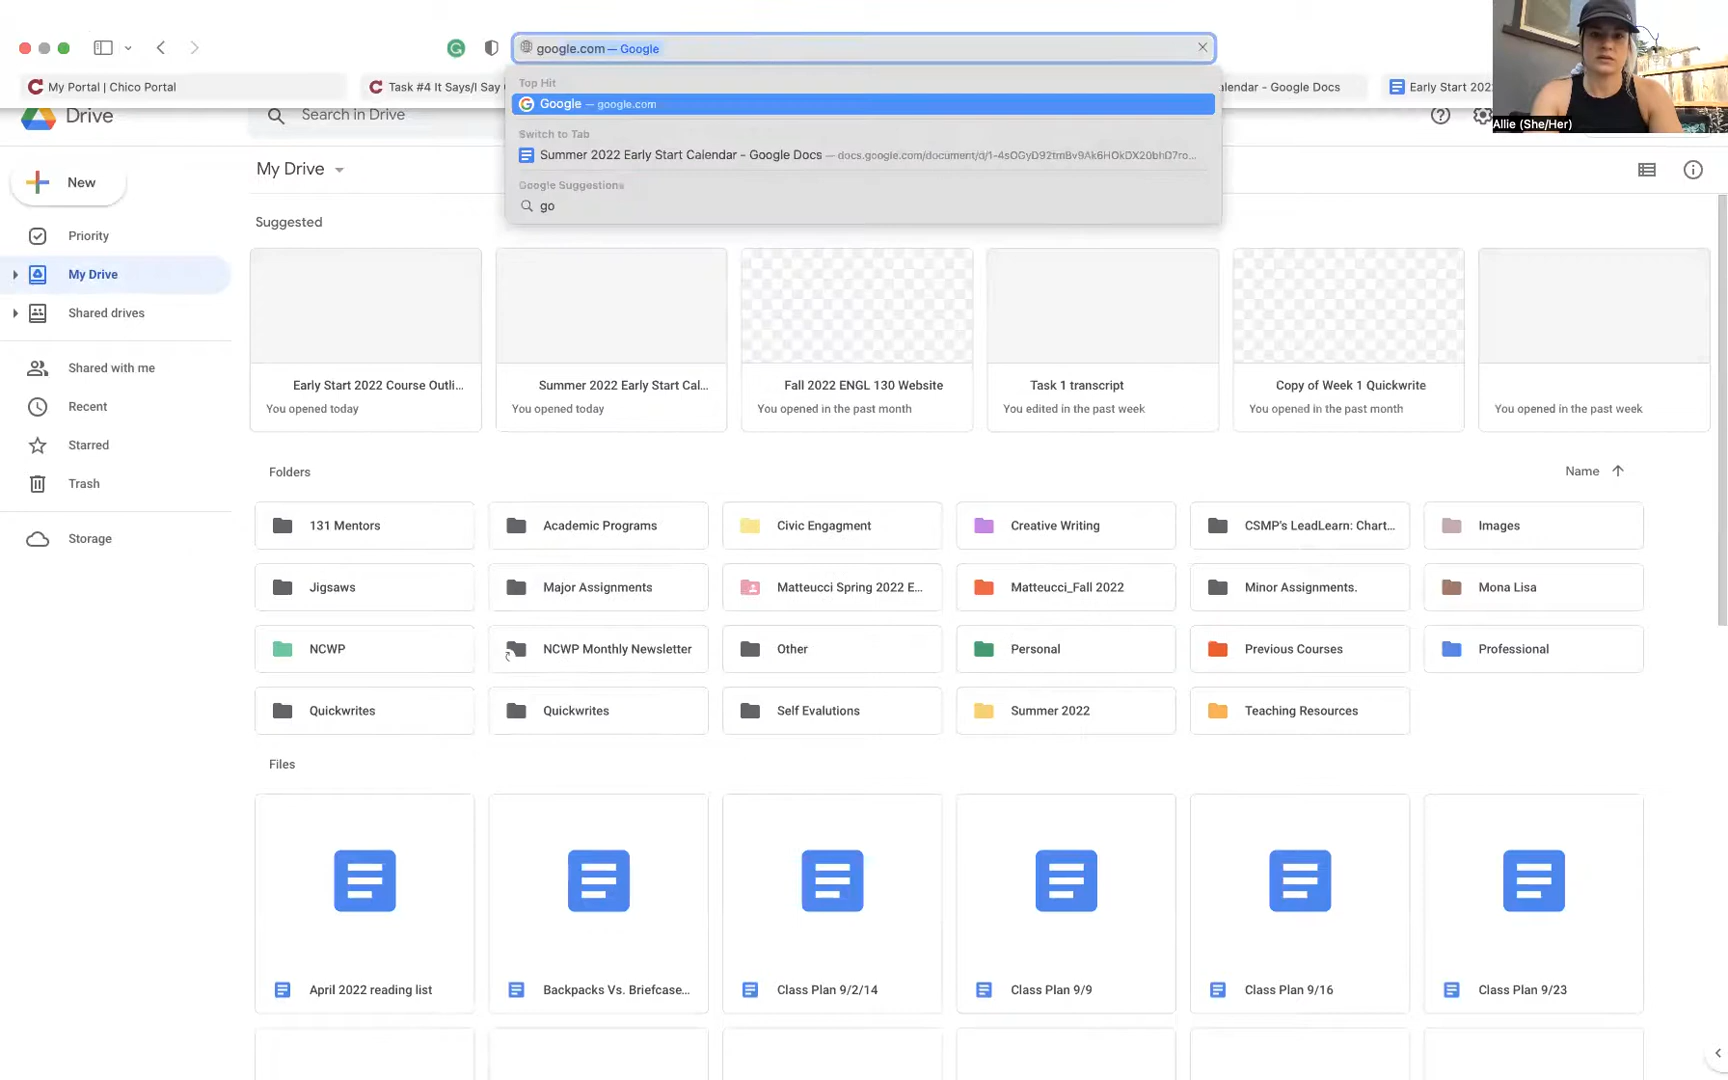 google.com — Google
My Portal | Chico Portal
Task #4 It Says/I Say
alendar - Google Docs
Early Start 202
Top Hit
Google — google.com
Switch to Tab
Summer 2022 Early Start Calendar - Google Docs
Google Suggestions
go
Allie (She/Her)
Drive
Search in Drive
New
My Drive
Priority
My Drive
Shared drives
Shared with me
Recent
Starred
Trash
Storage
Suggested
Early Start 2022 Course Outli...
You opened today
Summer 2022 Early Start Cal...
You opened today
Fall 2022 ENGL 130 Website
You opened in the past month
Task 1 transcript
You edited in the past week
Copy of Week 1 Quickwrite
You opened in the past month
You opened in the past week
Folders
Name
131 Mentors
Academic Programs
Civic Engagment
Creative Writing
CSMP's LeadLearn: Chart...
Images
Jigsaws
Major Assignments
Matteucci Spring 2022 E...
Matteucci_Fall 2022
Minor Assignments.
Mona Lisa
NCWP
NCWP Monthly Newsletter
Other
Personal
Previous Courses
Professional
Quickwrites
Quickwrites
Self Evalutions
Summer 2022
Teaching Resources
Files
April 2022 reading list
Backpacks Vs. Briefcase...
Class Plan 9/2/14
Class Plan 9/9
Class Plan 9/16
Class Plan 9/23